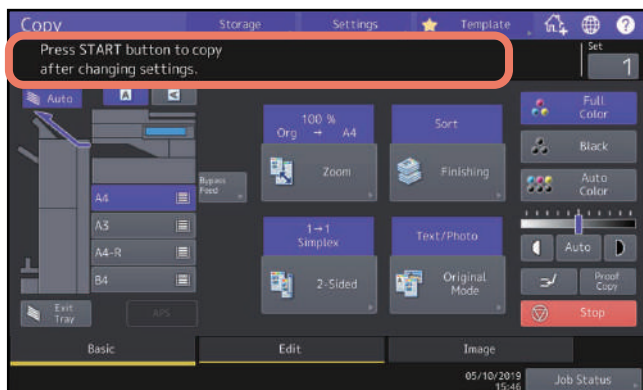 Copy
Storage
Settings
Template
?
Press START button to copy
after changing settings.
Set
1
Auto
A
A
100 %
Org → A4
Zoom
Sort
Finishing
Full
Color
Black
Auto
Color
Bypass
Feed
A4
A3
A4-R
B4
1→1
Simplex
2-Sided
Text/Photo
Original
Mode
Auto
Proof
Copy
Stop
Exit
Tray
APS
Basic
Edit
Image
05/10/2019
15:46
Job Status